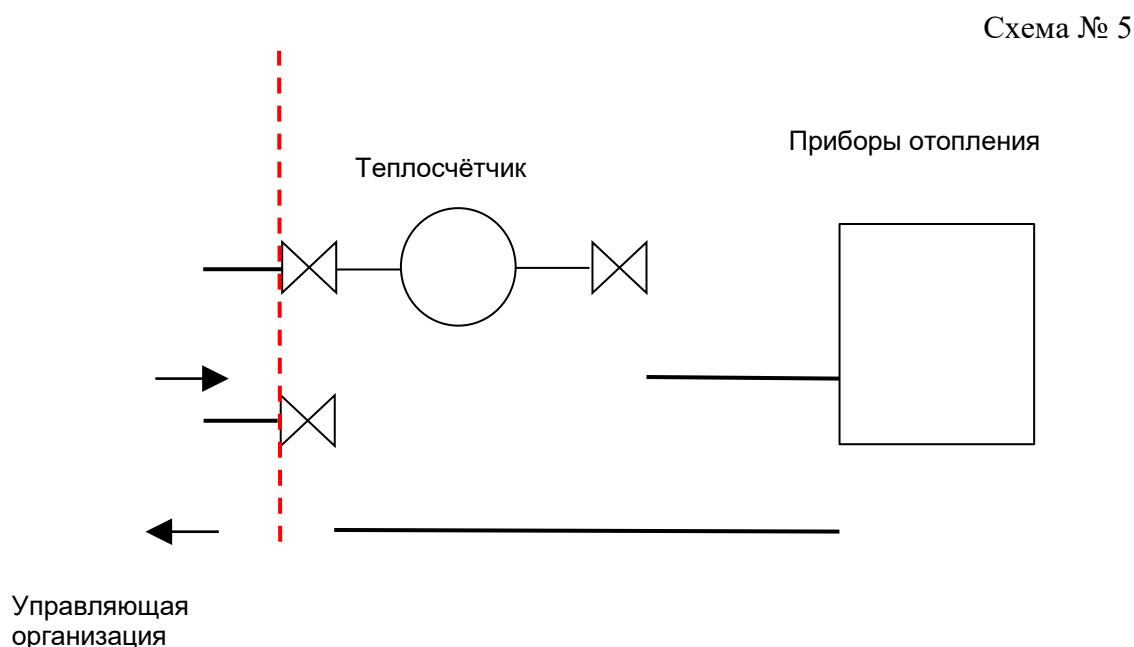 Схема № 5
Приборы отопления
Теплосчётчик
Управляющая
организация